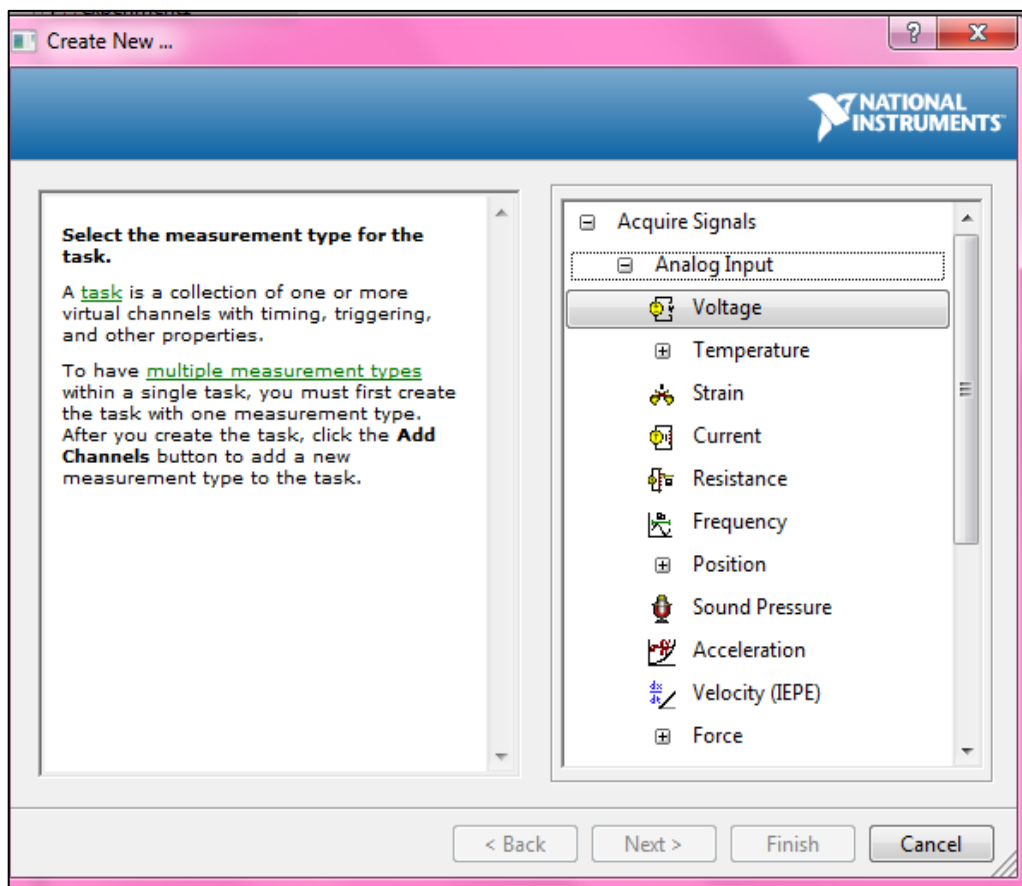 Create New ...
NATIONAL
INSTRUMENTS
Select the measurement type for the
task.
A task is a collection of one or more
virtual channels with timing, triggering,
and other properties.
To have multiple measurement types
within a single task, you must first create
the task with one measurement type.
After you create the task, click the Add
Channels button to add a new
measurement type to the task.
Acquire Signals
Analog Input
Voltage
Temperature
Strain
Current
Resistance
Frequency
Position
Sound Pressure
Acceleration
Velocity (IEPE)
Force
< Back
Next >
Finish
Cancel